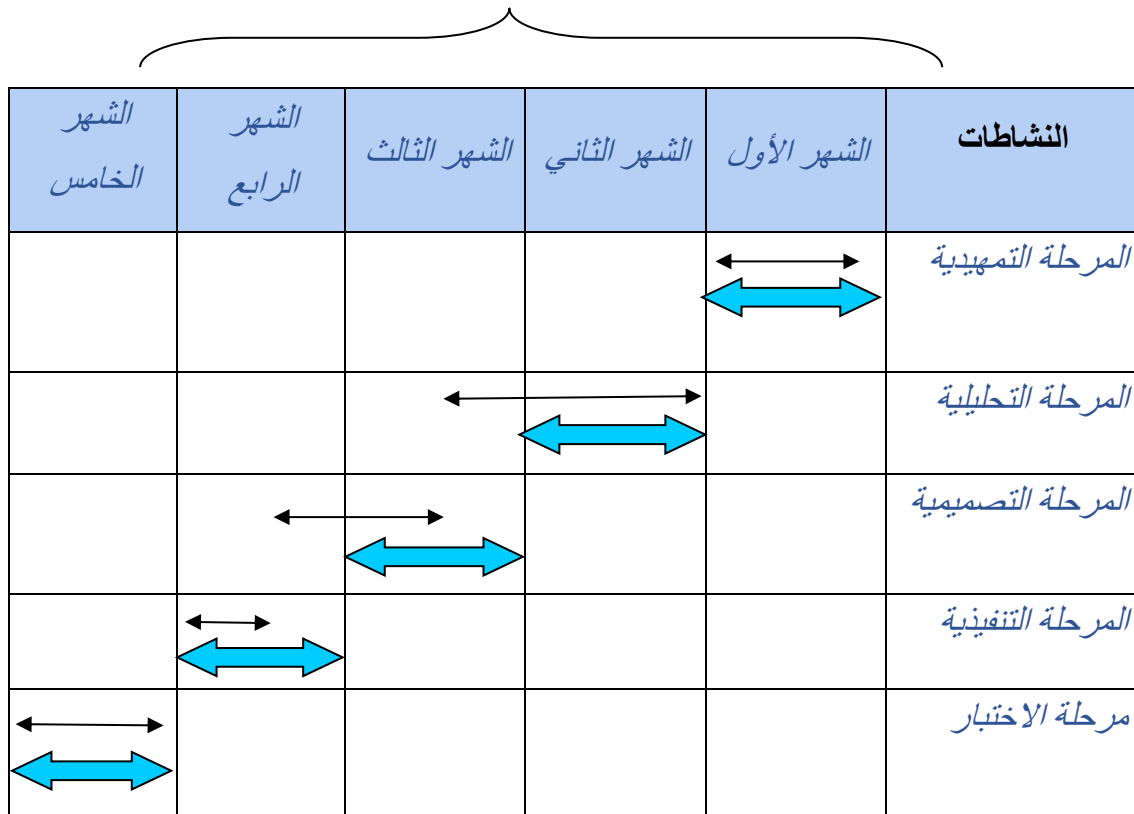 النشاطات
الشهر الأول
الشهر الثاني
الشهر الثالث
الشهر
الرابع
الشهر
الخامس
المرحلة التمهيدية
المرحلة التحليلية
المرحلة التصميمية
المرحلة التنفيذية
مرحلة الاختبار